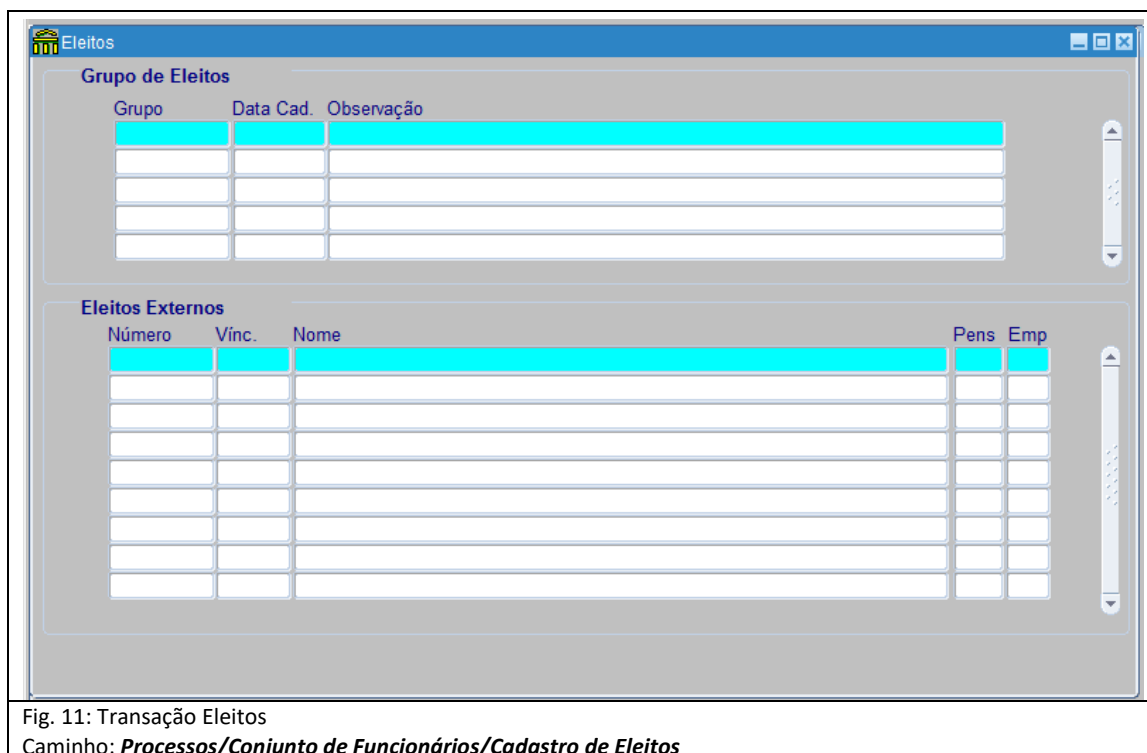 Eleitos
Grupo de Eleitos
Grupo Data Cad. Observação
Eleitos Externos
Número Vínc. Nome Pens Emp
Fig. 11: Transação Eleitos
Caminho: Processos/Conjunto de Funcionários/Cadastro de Eleitos